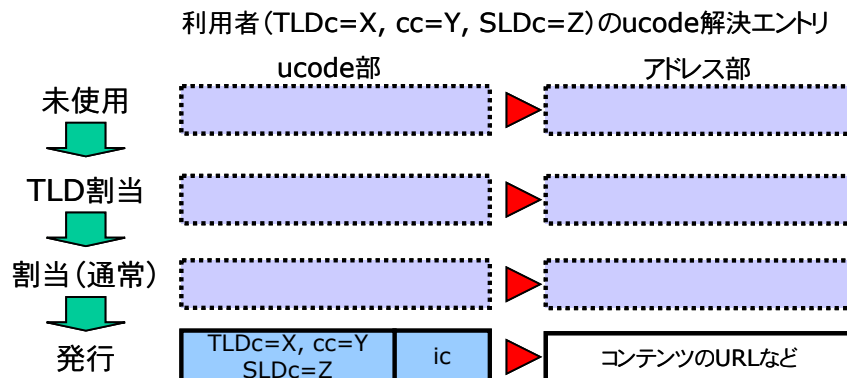 利用者(TLDc=X, cc=Y, SLDc=Z)のucode解決エントリ
ucode部
アドレス部
未使用
TLD割当
割当(通常)
発行
TLDc=X, cc=Y
SLDc=Z
ic
コンテンツのURLなど